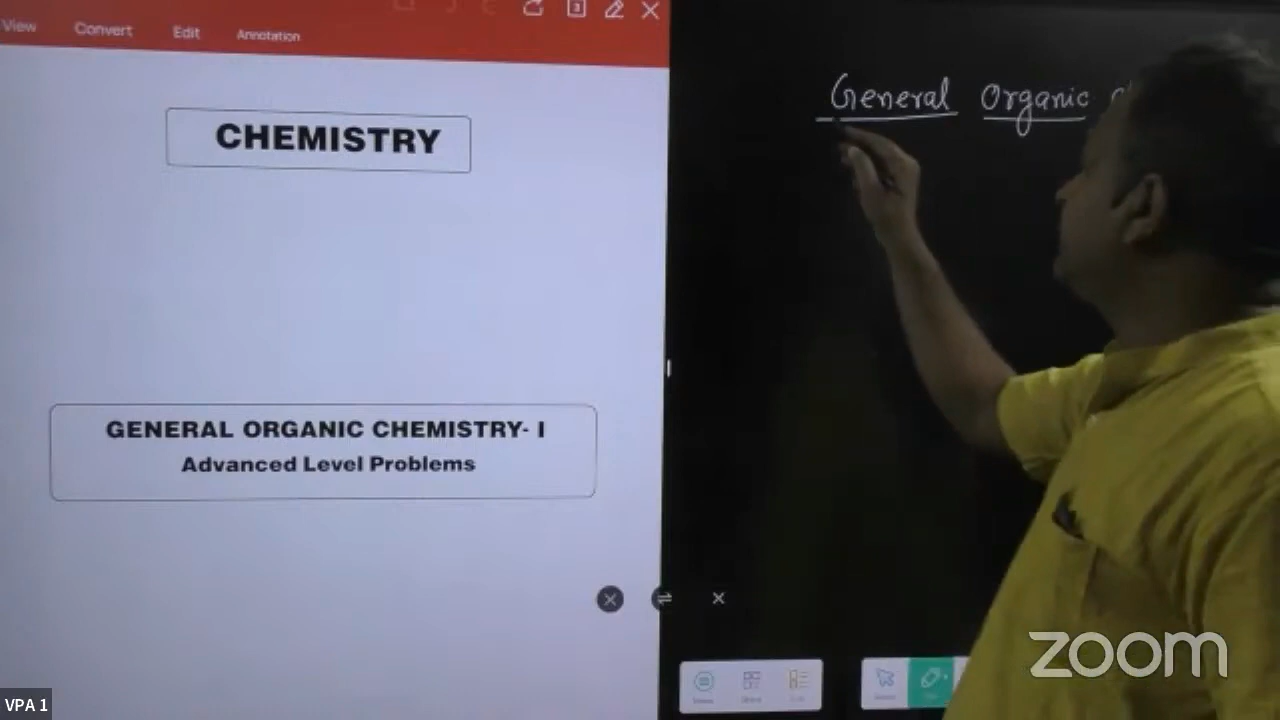 View Convert Edit Annotation
CHEMISTRY
GENERAL ORGANIC CHEMISTRY- I
Advanced Level Problems
General Organic
zoom
VPA 1